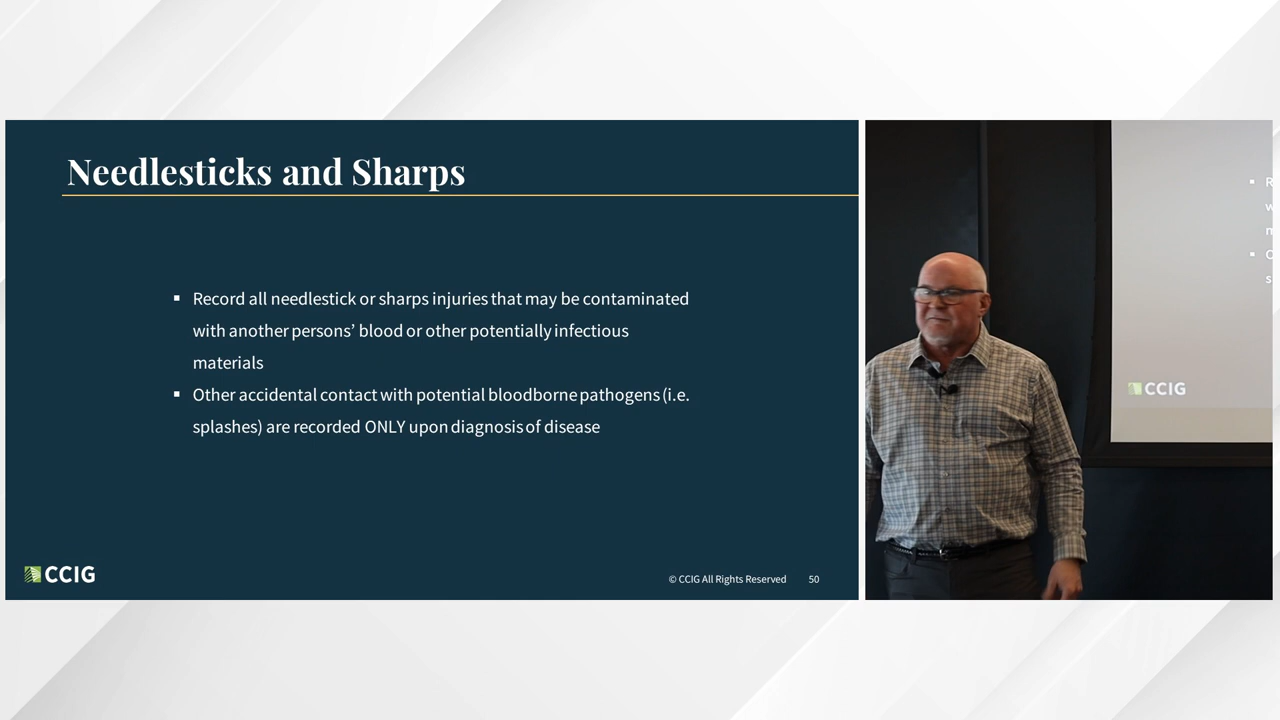 Needlesticks and Sharps
▪ Record all needlestick or sharps injuries that may be contaminated
with another persons’ blood or other potentially infectious
materials
▪ Other accidental contact with potential bloodborne pathogens (i.e.
splashes) are recorded ONLY upon diagnosis of disease
CCIG
© CCIG All Rights Reserved 50
CCIG